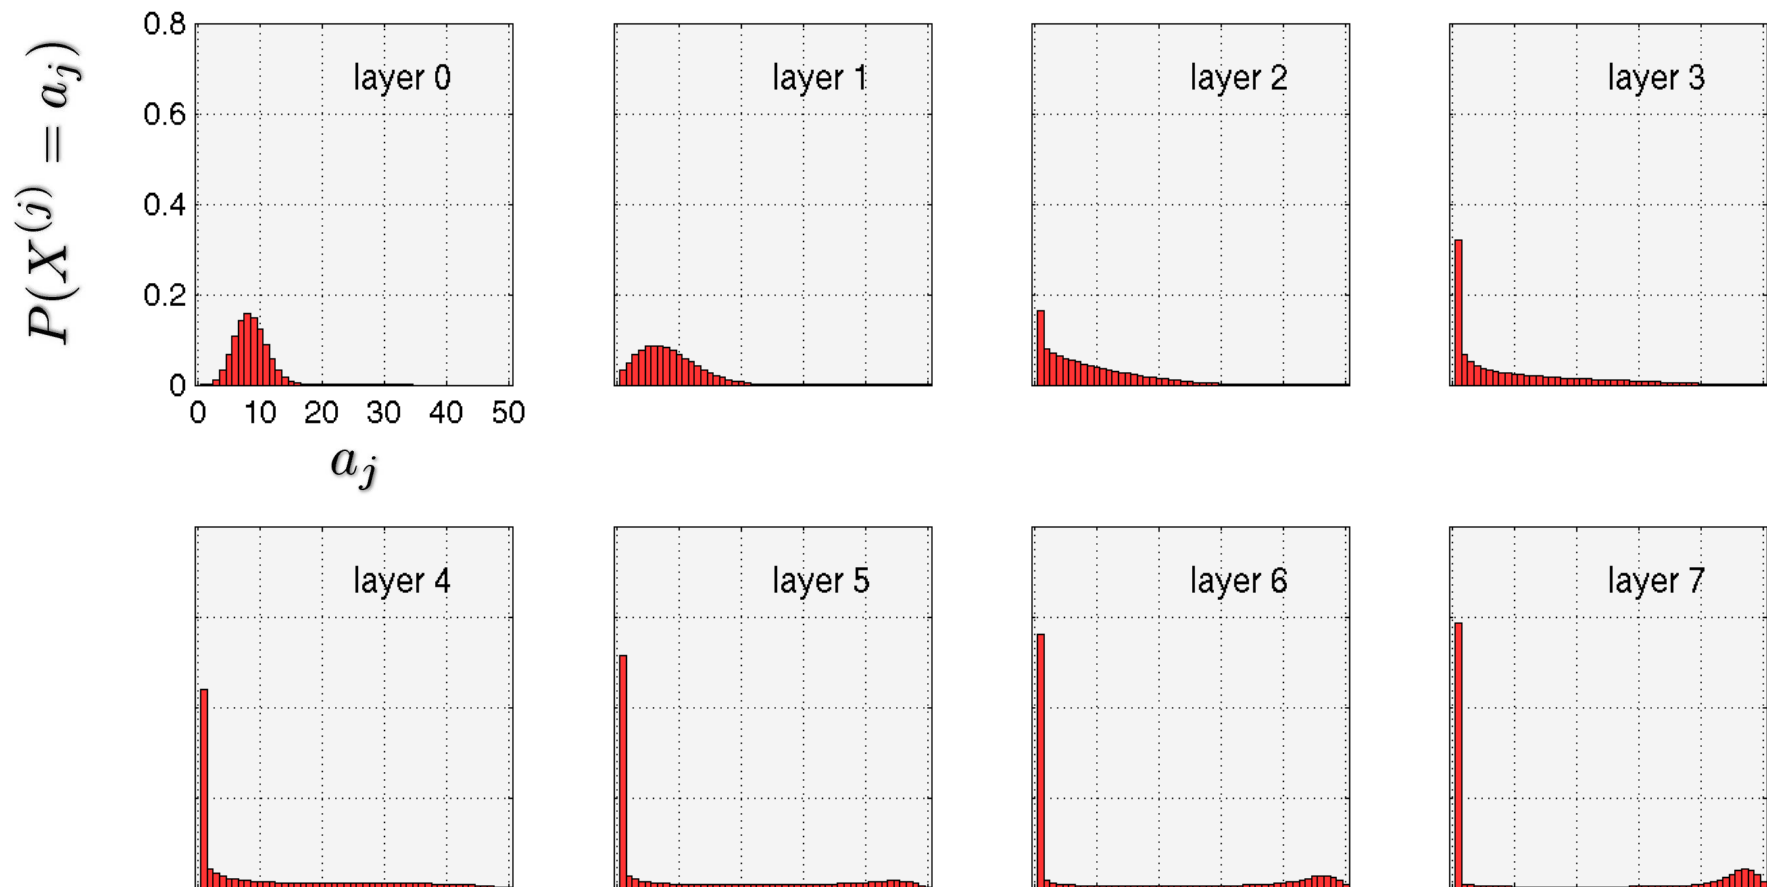 P(X^{(j)} = a_j)
0.8
0.6
0.4
0.2
0
0 10 20 30 40 50
a_j
layer 0
layer 1
layer 2
layer 3
layer 4
layer 5
layer 6
layer 7